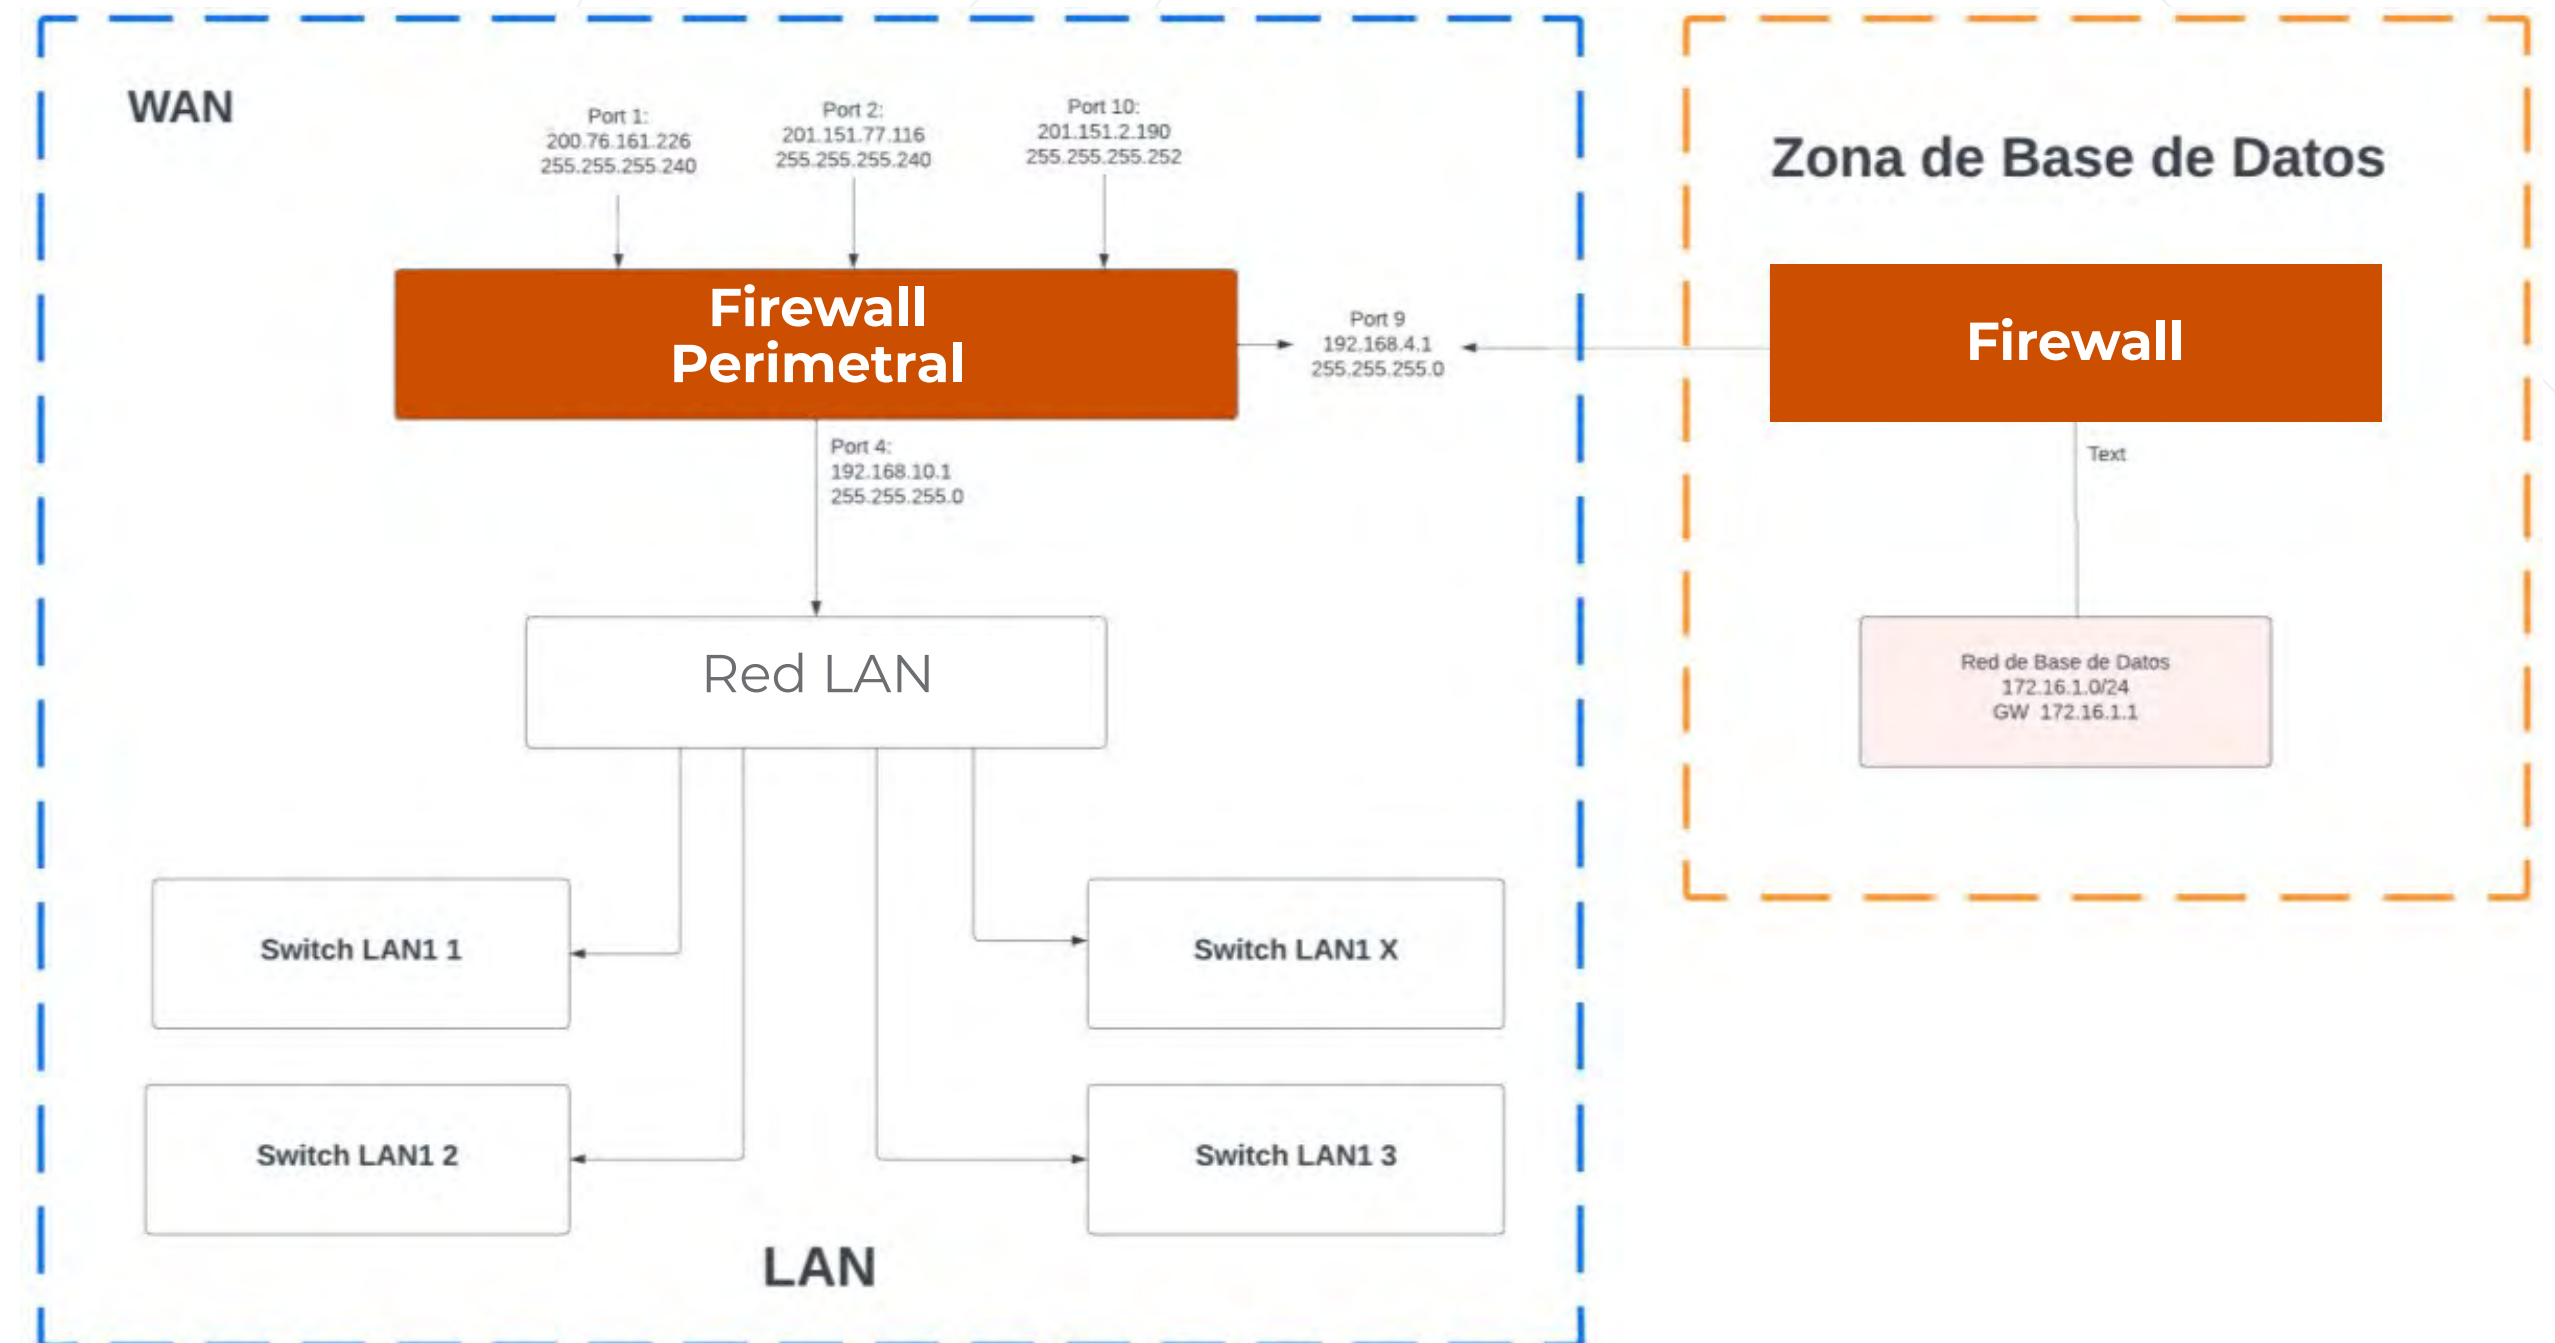 WAN
Port 1:
200.76.161.226
255.255.255.240
Port 2:
201.151.77.116
255.255.255.240
Port 10:
201.151.2.190
255.255.255.252
Firewall
Perimetral
Port 9
192.168.4.1
255.255.255.0
Port 4:
192.168.10.1
255.255.255.0
Red LAN
Switch LAN1 1
Switch LAN1 X
Switch LAN1 2
Switch LAN1 3
LAN
Zona de Base de Datos
Firewall
Text
Red de Base de Datos
172.16.1.0/24
GW 172.16.1.1